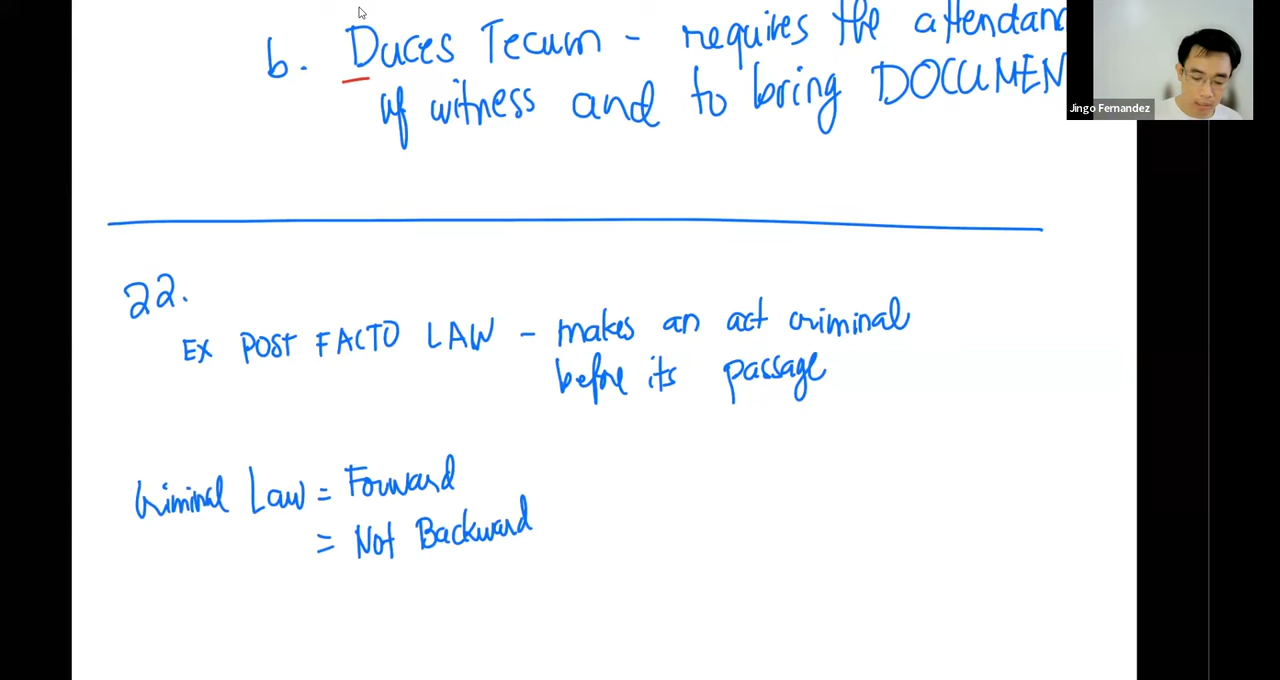 b. Duces Tecum - requires the attendanc
of witness and to bring DOCUMEN
Jingo Fernandez
22.
EX POST FACTO LAW - makes an act criminal
before its passage
Criminal Law = Forward
= Not Backward